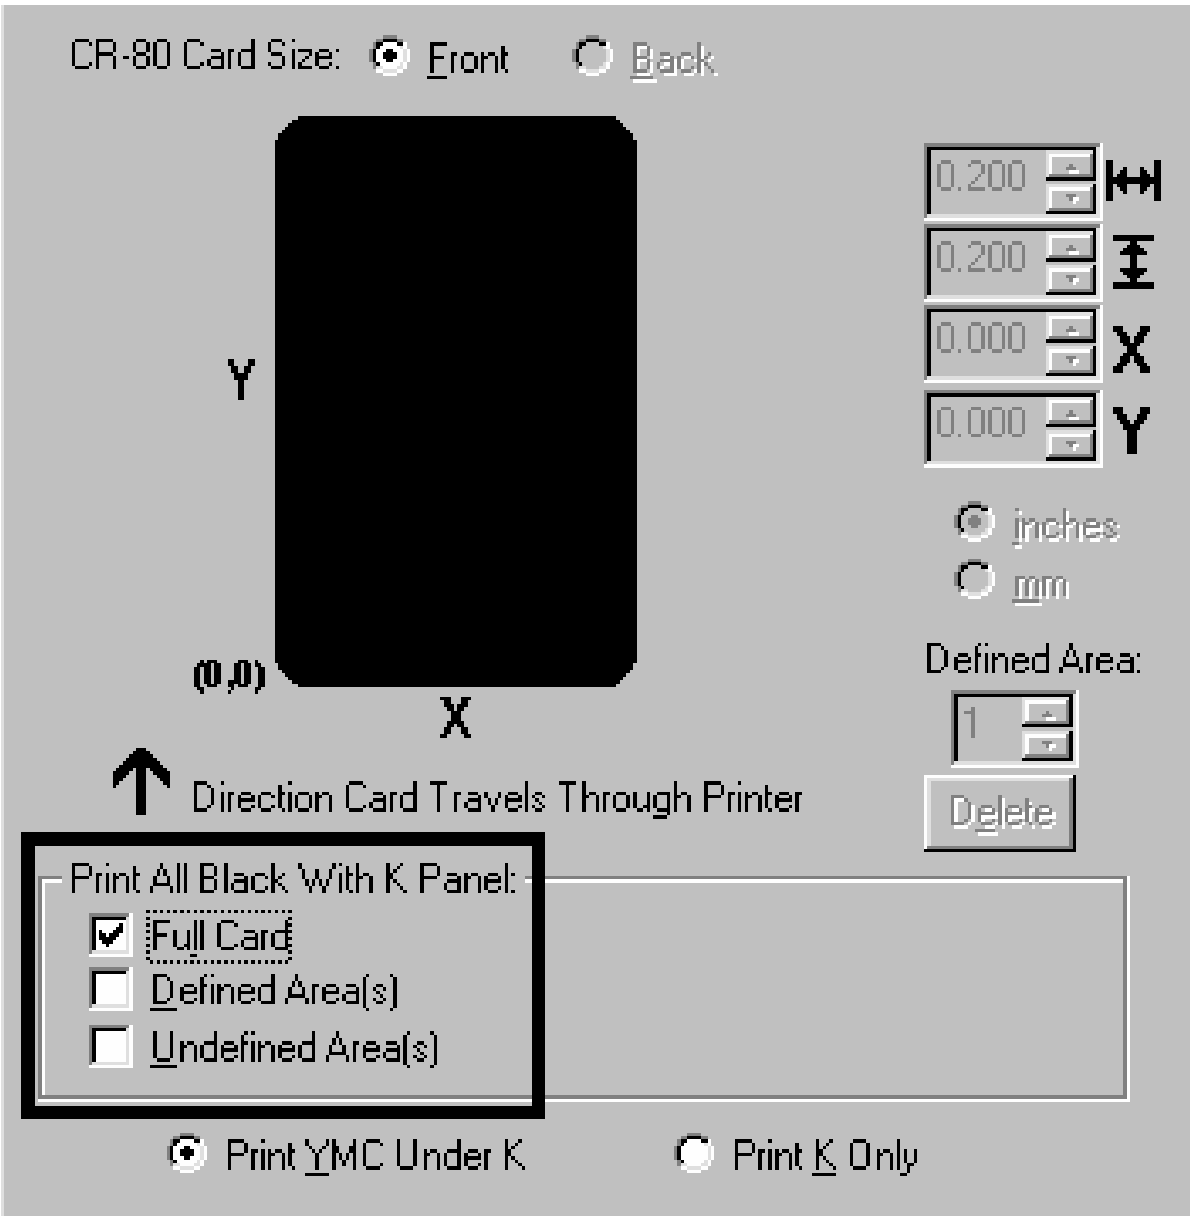 CR-80 Card Size: Front Back
0.200
0.200
0.000 X
Y
0.000 Y
inches
mm
(0,0)
X
Defined Area:
1
Direction Card Travels Through Printer
Delete
Print All Black With K Panel:
Full Card
Defined Area(s)
Undefined Area(s)
Print YMC Under K Print K Only